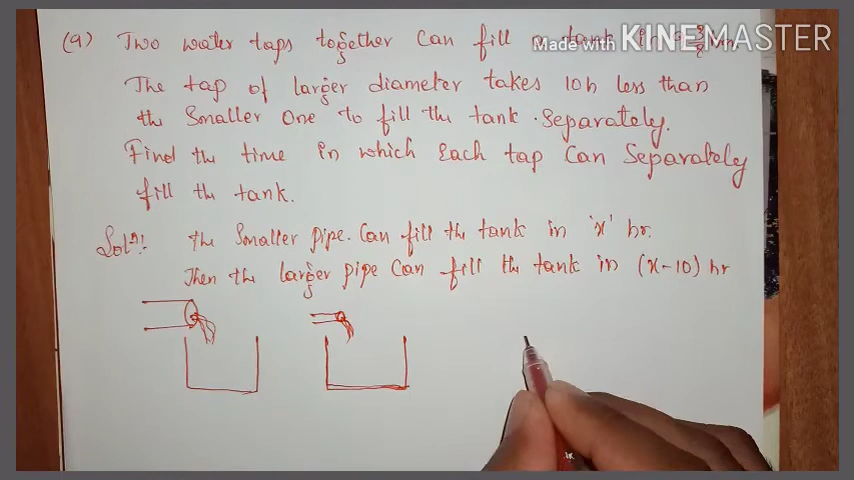 (9) Two water taps together can fill a tank in
Made with KINEMASTER
The tap of larger diameter takes 10h less than
the smaller one to fill the tank . Separately.
Find the time in which Each tap can Separately
fill the tank.
Solⁿ! the Smaller pipe. Can fill the tank in 'x' hr.
Then the larger pipe Can fill the tank in (x-10) hr